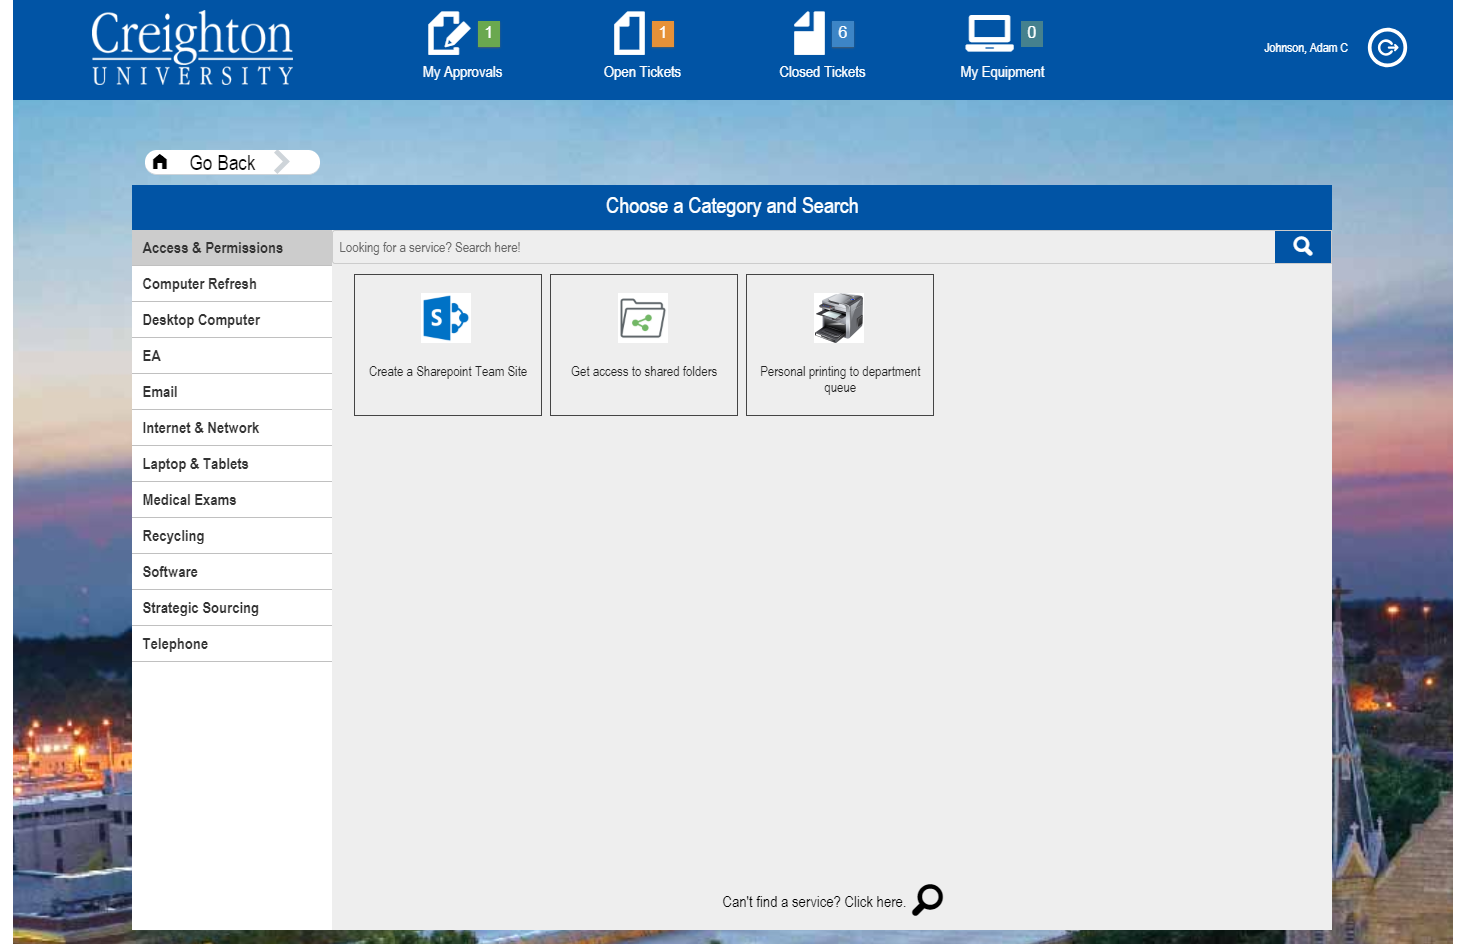 Creighton
UNIVERSITY
1
My Approvals
1
Open Tickets
6
Closed Tickets
0
My Equipment
Johnson, Adam C
Go Back
Choose a Category and Search
Access & Permissions
Looking for a service? Search here!
Computer Refresh
Desktop Computer
EA
Email
Internet & Network
Laptop & Tablets
Medical Exams
Recycling
Software
Strategic Sourcing
Telephone
S
Create a Sharepoint Team Site
Get access to shared folders
Personal printing to department
queue
Can't find a service? Click here.